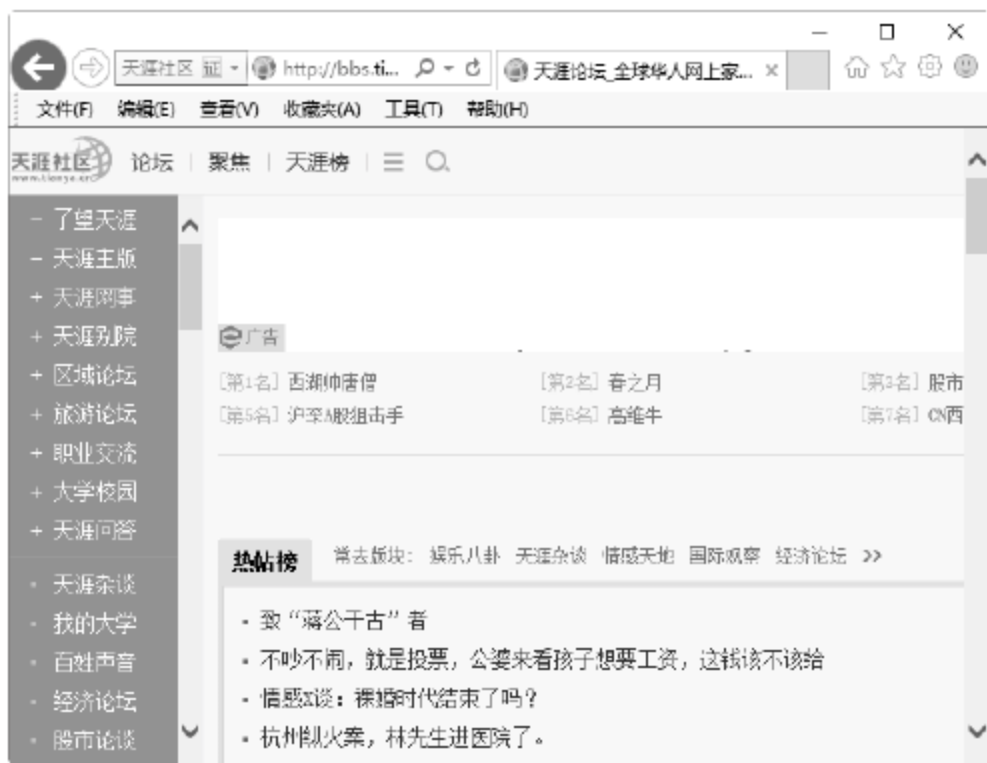 天涯社区 证 http://bbs.ti... 天涯论坛_全球华人网上家...
文件(F) 编辑(E) 查看(V) 收藏夹(A) 工具(T) 帮助(H)
天涯社区 论坛 聚焦 天涯榜
www.tianya.cn
- 了望天涯
- 天涯主版
+ 天涯网事
+ 天涯别院
+ 区域论坛
+ 旅游论坛
+ 职业交流
+ 大学校园
+ 天涯问答
· 天涯杂谈
· 我的大学
· 百姓声音
· 经济论坛
· 股市论谈
广告
[第1名] 西湖帅唐僧 [第2名] 春之月 [第3名] 股市
[第5名] 沪深A股狙击手 [第6名] 高维牛 [第7名] CN西
热帖榜 常去版块: 娱乐八卦 天涯杂谈 情感天地 国际观察 经济论坛 >>
· 致“蒋公千古”者
· 不吵不闹，就是投票，公婆来看孩子想要工资，这钱该不该给
· 情感Z谈：裸婚时代结束了吗？
· 杭州纵火案，林先生进医院了。